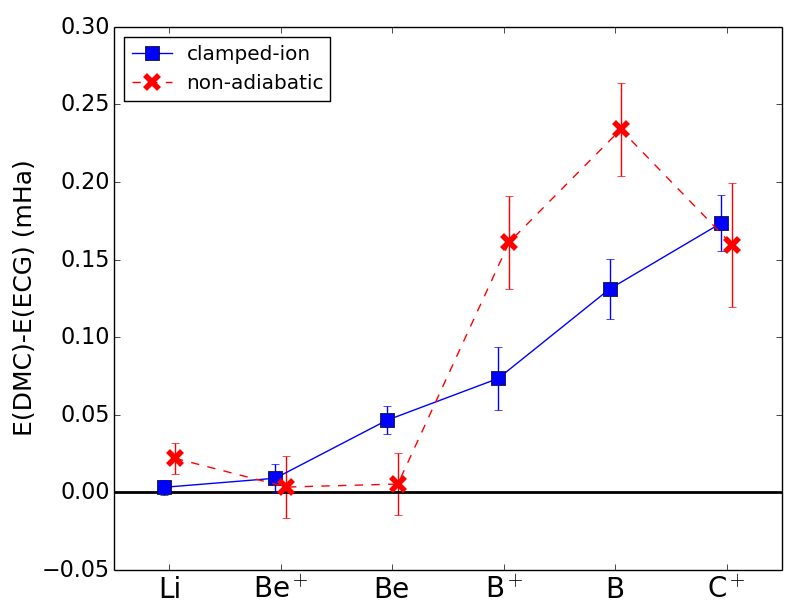 clamped-ion
non-adiabatic
E(DMC)-E(ECG) (mHa)
0.30
0.25
0.20
0.15
0.10
0.05
0.00
−0.05
Li Be⁺ Be B⁺ B C⁺